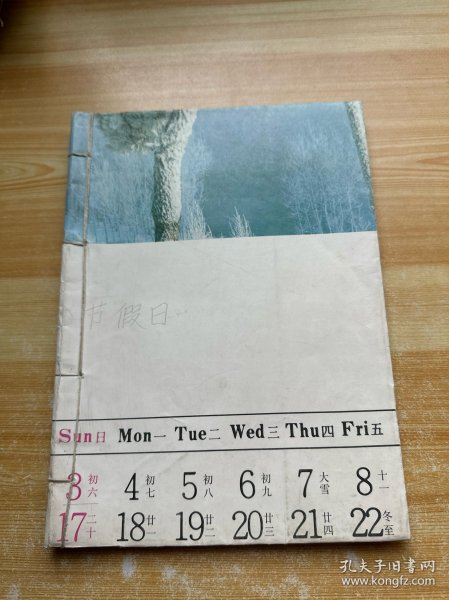 节假日..
Sun日 Mon一 Tue二 Wed三 Thu四 Fri五
3初六 4初七 5初八 6初九 7大雪 8十一
17二十 18廿一 19廿二 20廿三 21廿四 22冬至
孔夫子旧书网
www.kongfz.com